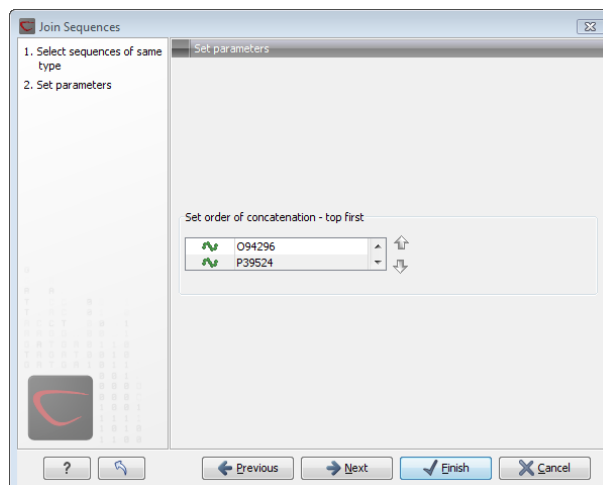 Join Sequences
1. Select sequences of same
type
2. Set parameters
Set parameters
Set order of concatenation - top first
O94296
P39524
?
Previous
Next
Finish
Cancel